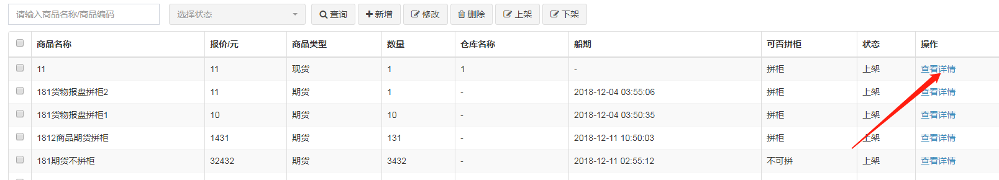 请输入商品名称/商品编码 选择状态 查询 新增 修改 删除 上架 下架
商品名称 报价/元 商品类型 数量 仓库名称 船期 可否拼柜 状态 操作
11 11 现货 1 1 - 拼柜 上架 查看详情
181货物报盘拼柜2 11 期货 1 - 2018-12-04 03:55:06 拼柜 上架 查看详情
181货物报盘拼柜1 10 期货 10 - 2018-12-04 03:50:35 拼柜 上架 查看详情
1812商品期货拼柜 1431 期货 131 - 2018-12-11 10:50:03 拼柜 上架 查看详情
181期货不拼柜 32432 期货 3432 - 2018-12-11 02:55:12 不可拼 上架 查看详情